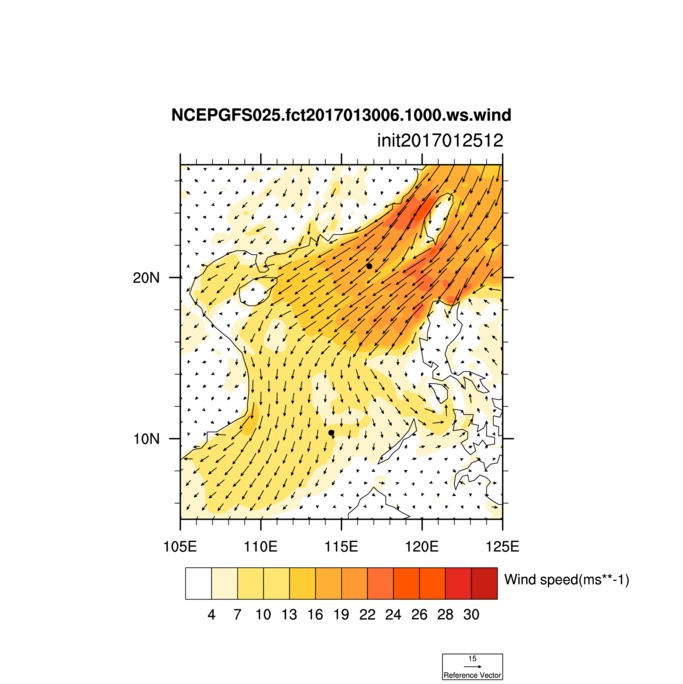 NCEPGFS025.fct2017013006.1000.ws.wind
init2017012512
20N
10N
105E 110E 115E 120E 125E
Wind speed(ms**-1)
4 7 10 13 16 19 22 24 26 28 30
15
Reference Vector